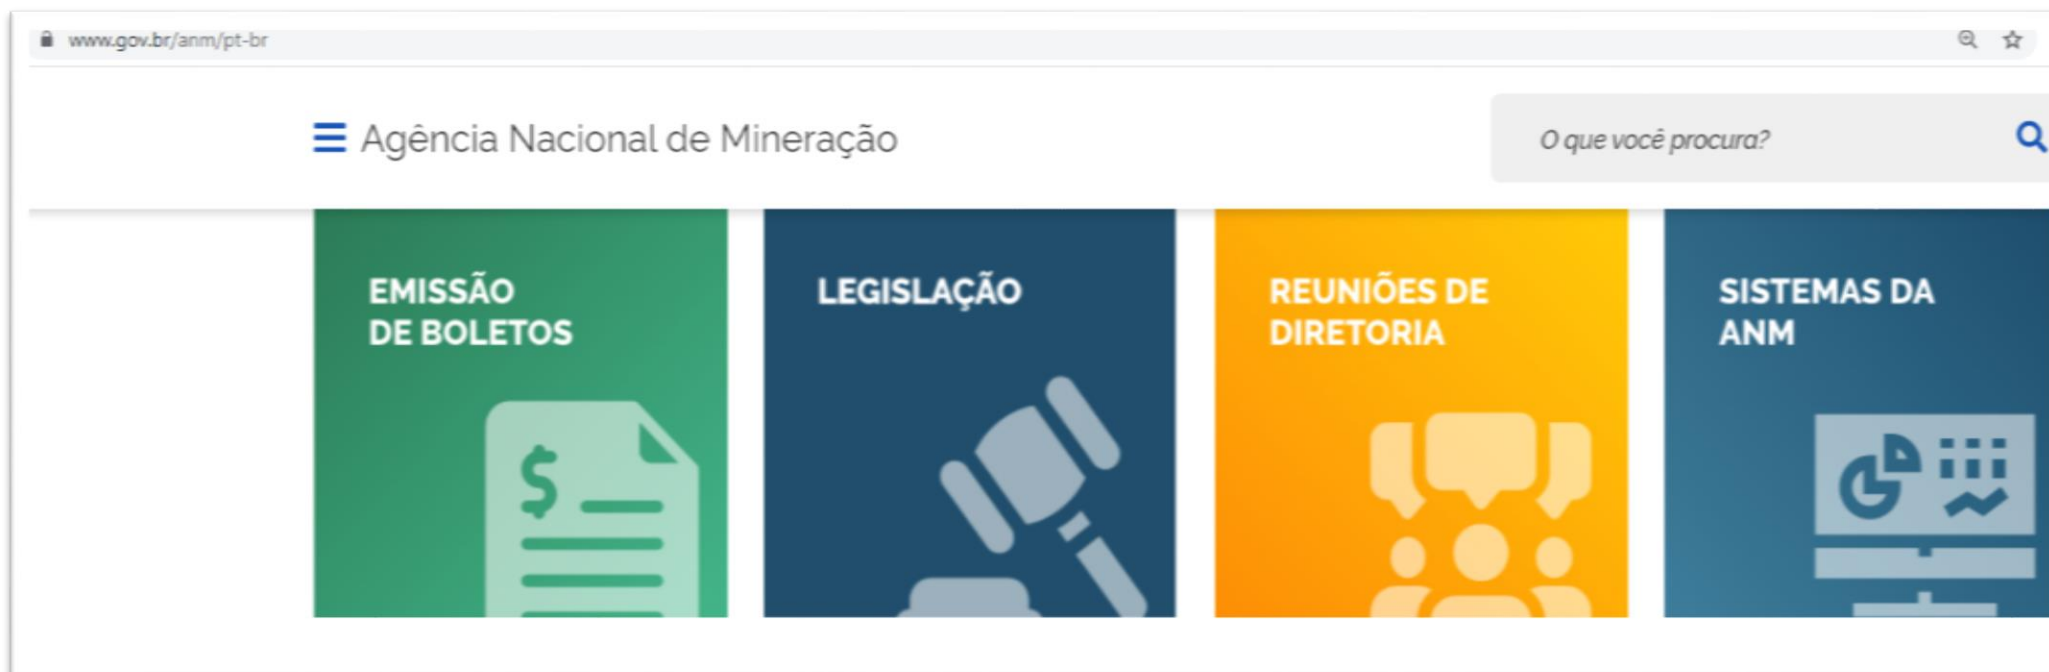 www.gov.br/anm/pt-br
Agência Nacional de Mineração
O que você procura?
EMISSÃO
DE BOLETOS
LEGISLAÇÃO
REUNIÕES DE
DIRETORIA
SISTEMAS DA
ANM
$